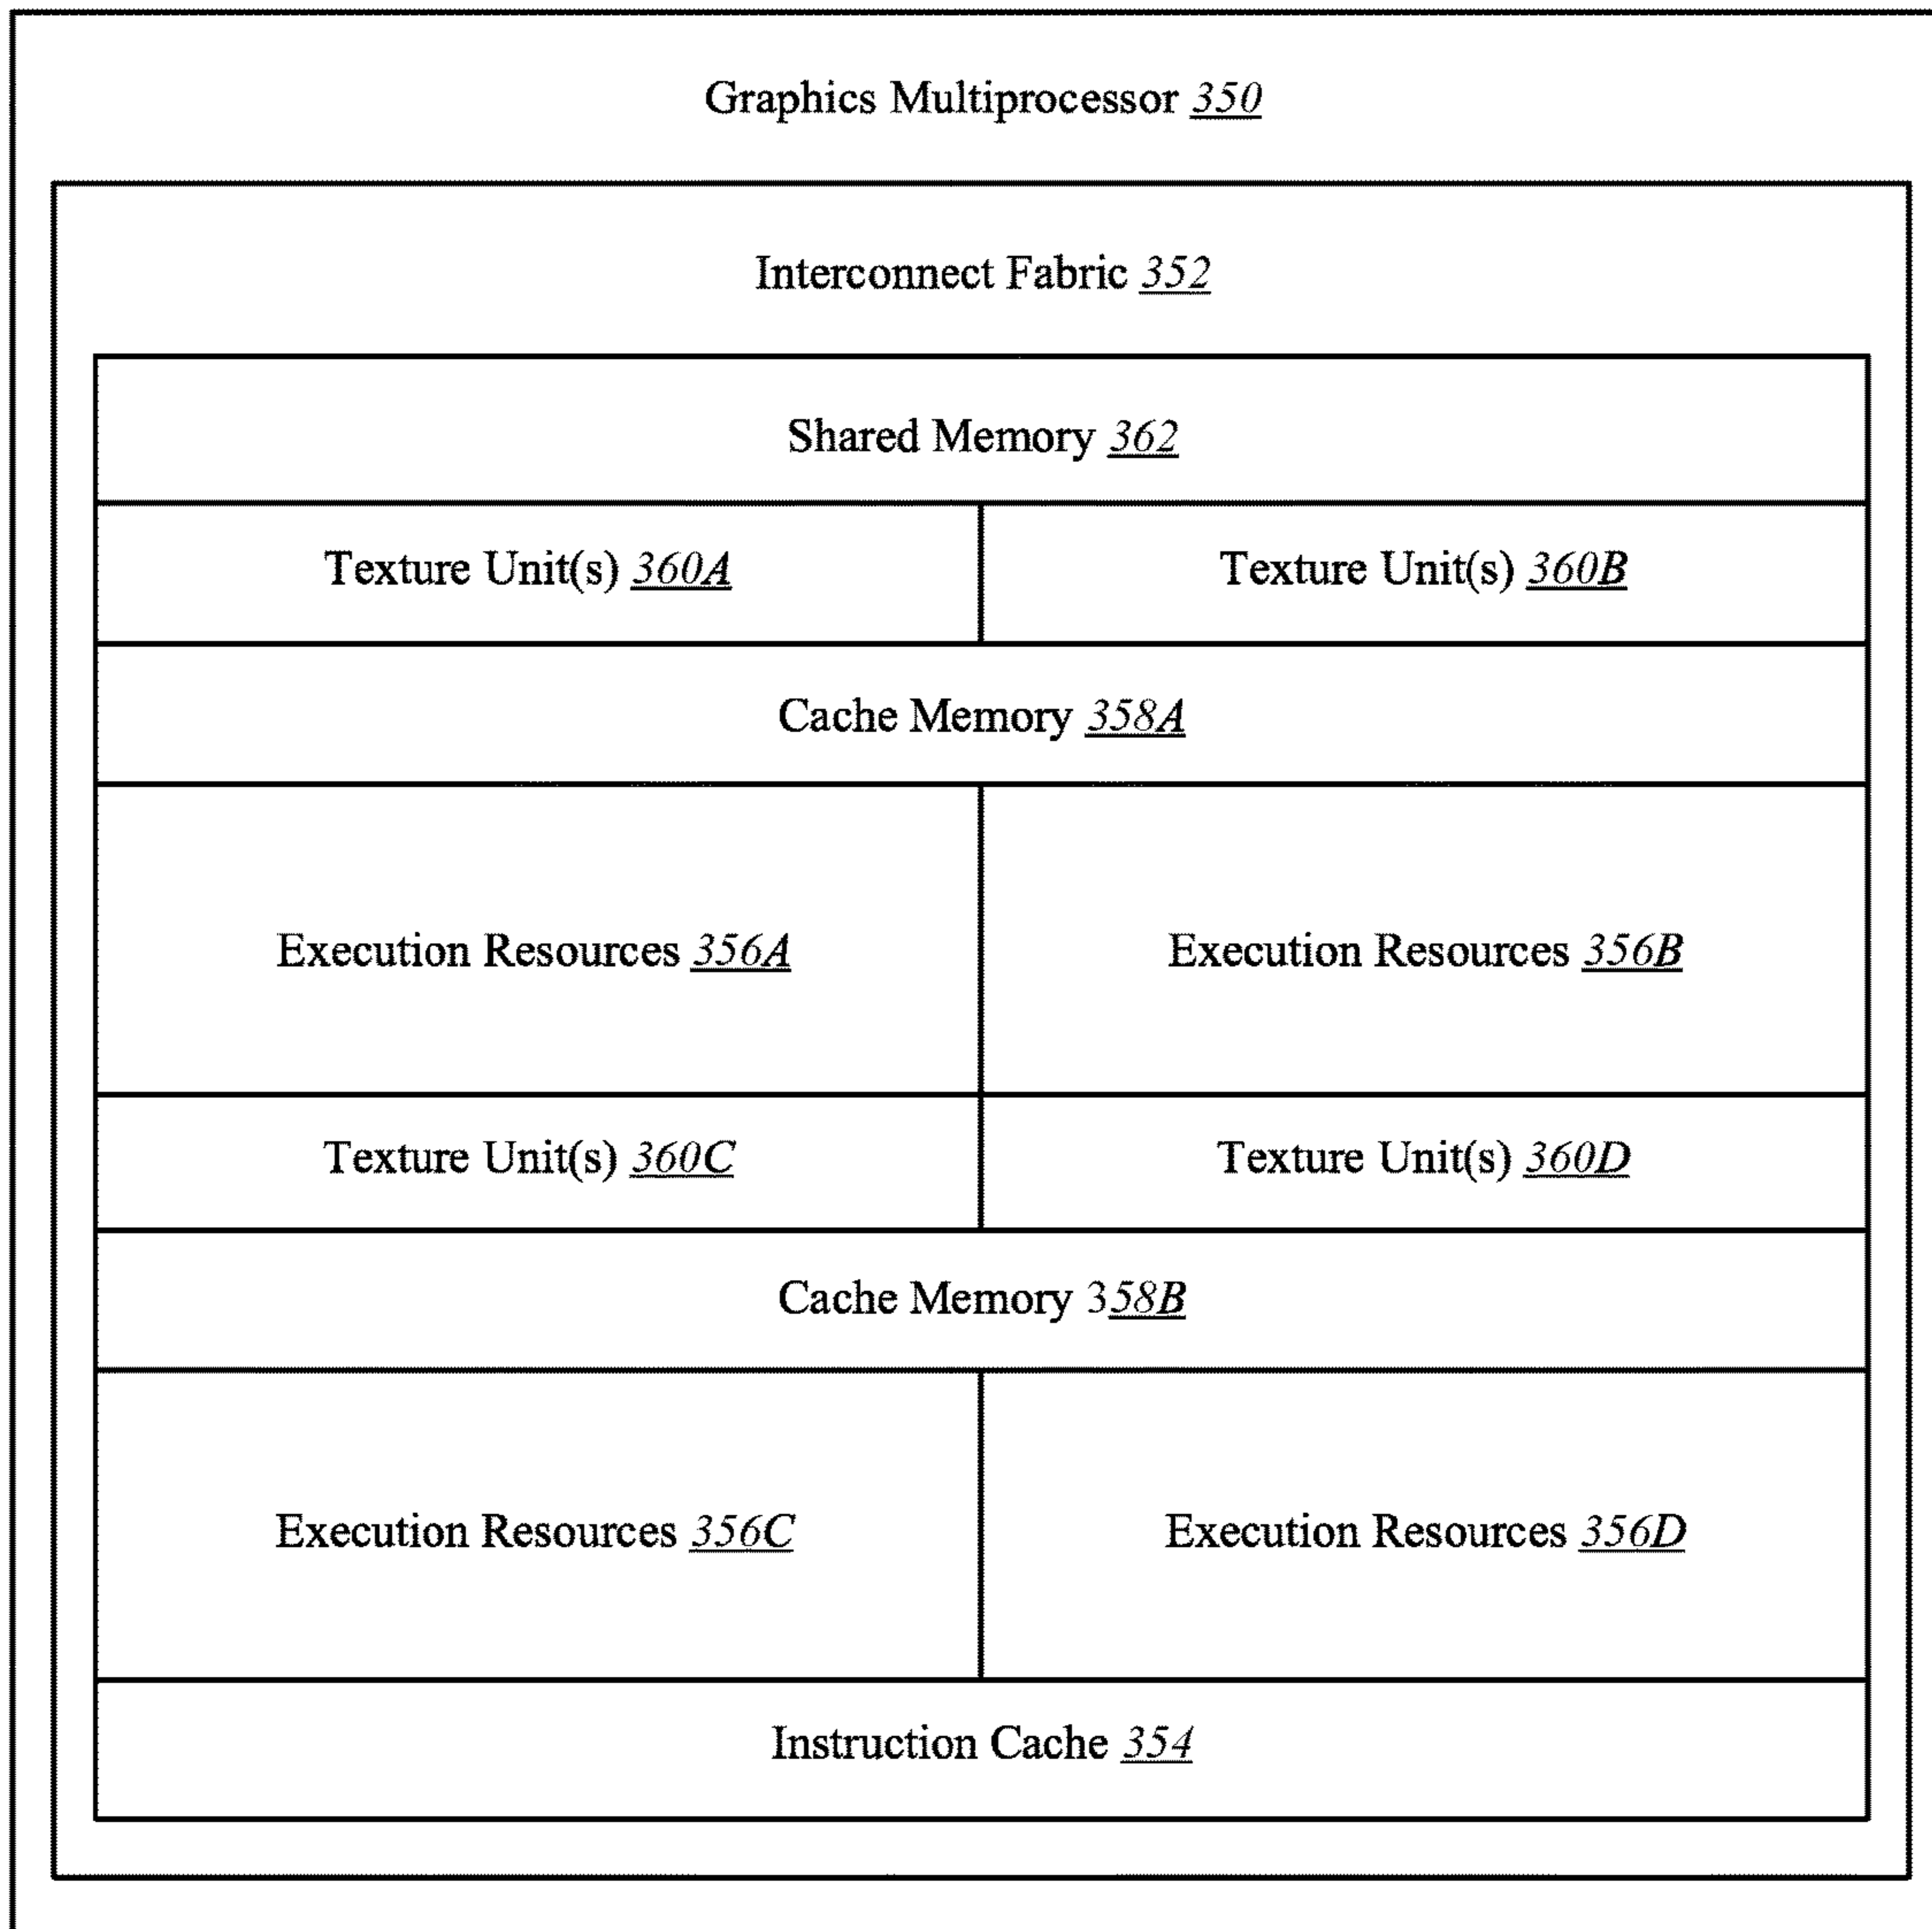 Graphics Multiprocessor 350
Interconnect Fabric 352
Shared Memory 362
Texture Unit(s) 360A
Texture Unit(s) 360B
Cache Memory 358A
Execution Resources 356A
Execution Resources 356B
Texture Unit(s) 360C
Texture Unit(s) 360D
Cache Memory 358B
Execution Resources 356C
Execution Resources 356D
Instruction Cache 354